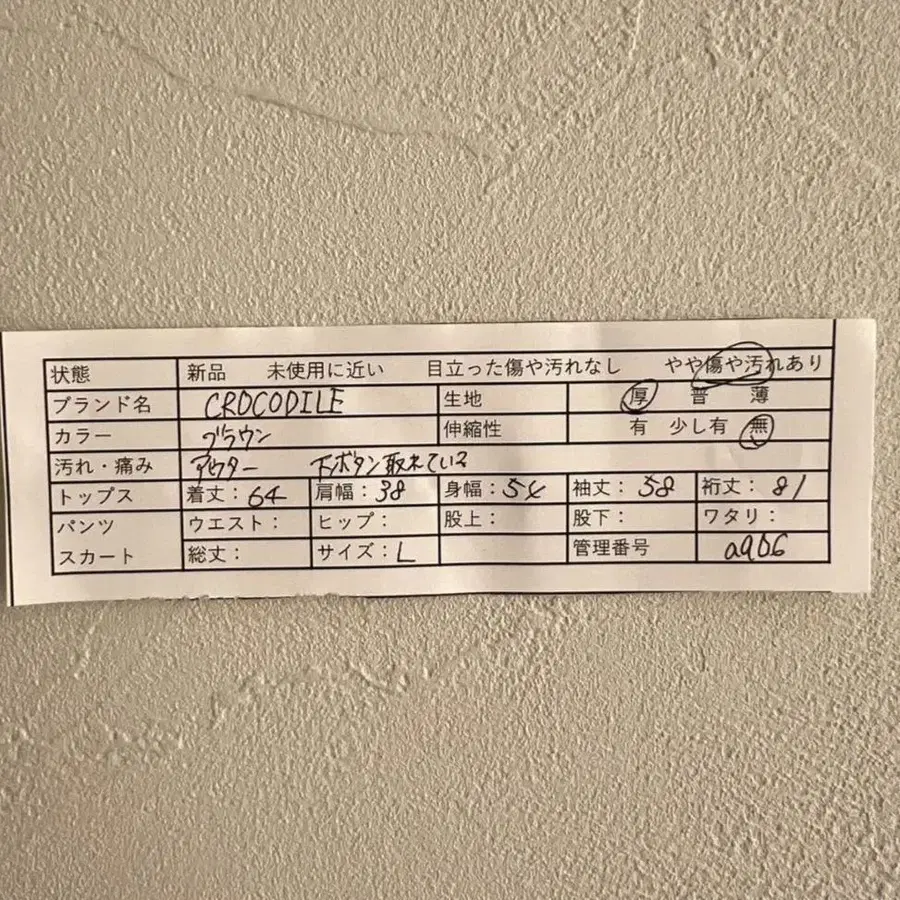 状態 新品 未使用に近い 目立った傷や汚れなし やや傷や汚れあり
ブランド名 CROCODILE 生地 厚 普 薄
カラー ブラウン 伸縮性 有 少し有 無
汚れ・痛み アウター 下ボタン取れている
トップス 着丈：64 肩幅：38 身幅：54 袖丈：58 裄丈：81
パンツ ウエスト： ヒップ： 股上： 股下： ワタリ：
スカート 総丈： サイズ：L 管理番号 a906